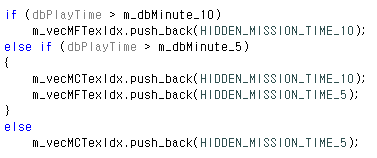 if (dbPlayTime > m_dbMinute_10)
    m_vecMFTexIdx.push_back(HIDDEN_MISSION_TIME_10);
else if (dbPlayTime > m_dbMinute_5)
{
    m_vecMCTexIdx.push_back(HIDDEN_MISSION_TIME_10);
    m_vecMFTexIdx.push_back(HIDDEN_MISSION_TIME_5);
}
else
    m_vecMCTexIdx.push_back(HIDDEN_MISSION_TIME_5);